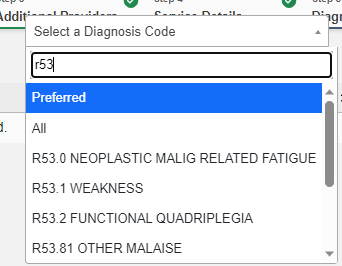 Additional Providers
Service Details
Diagn
Select a Diagnosis Code
r53
d.
Preferred
All
R53.0 NEOPLASTIC MALIG RELATED FATIGUE
R53.1 WEAKNESS
R53.2 FUNCTIONAL QUADRIPLEGIA
R53.81 OTHER MALAISE